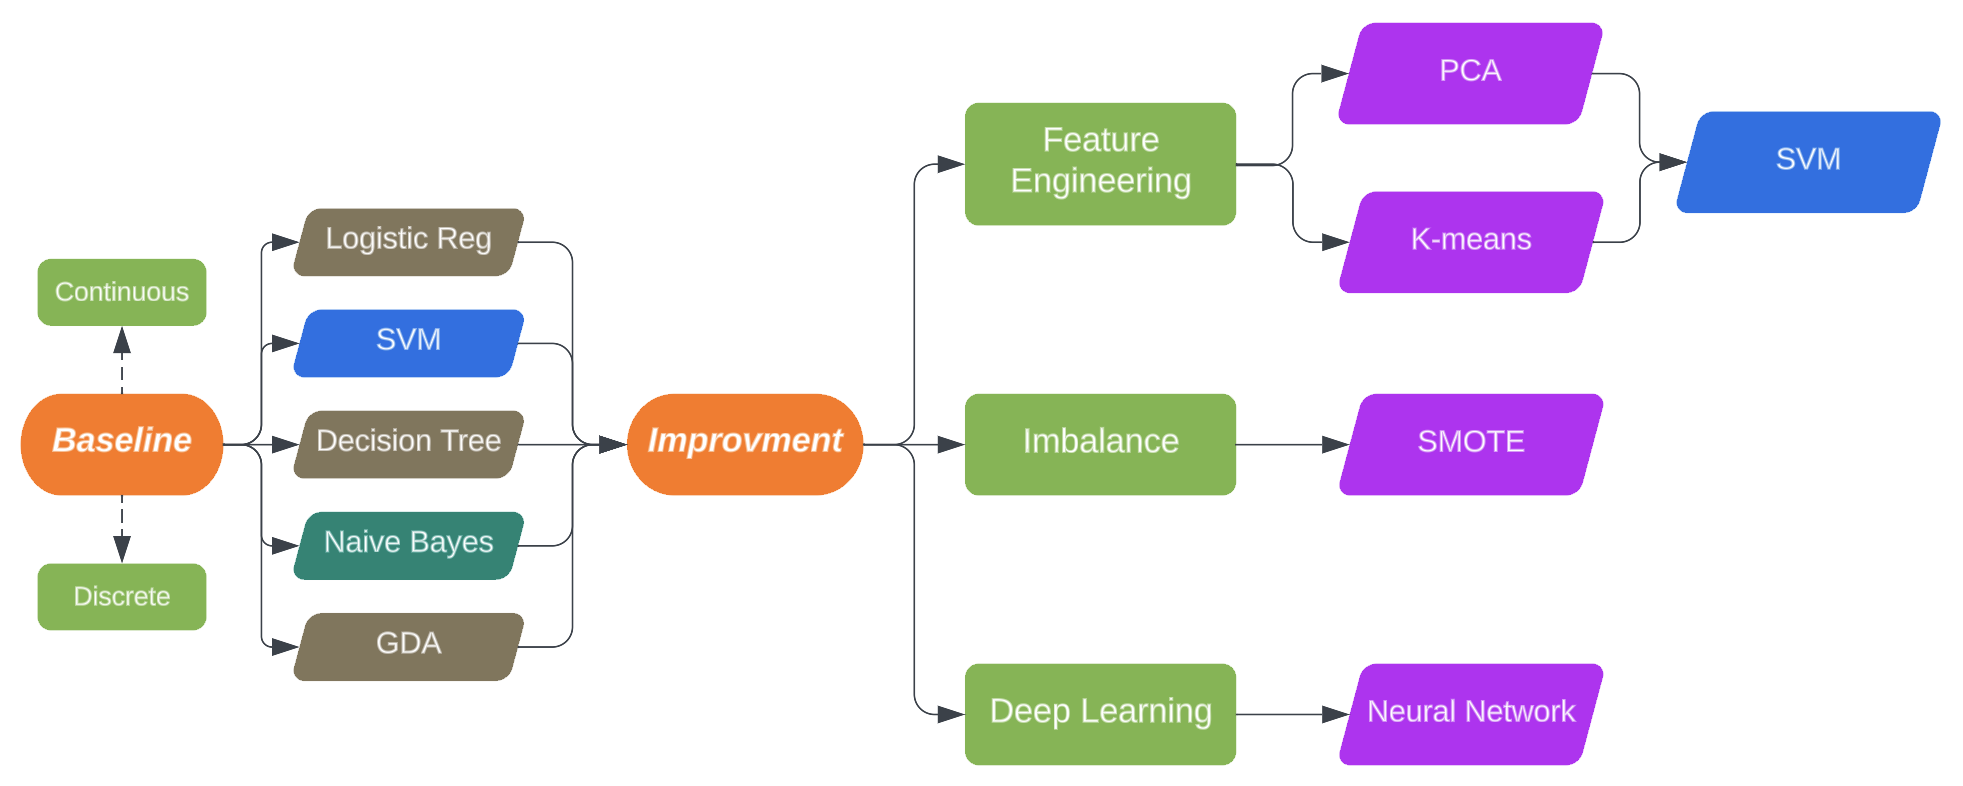 Continuous
Baseline
Discrete
Logistic Reg
SVM
Decision Tree
Naive Bayes
GDA
Improvment
Feature
Engineering
PCA
K-means
SVM
Imbalance
SMOTE
Deep Learning
Neural Network